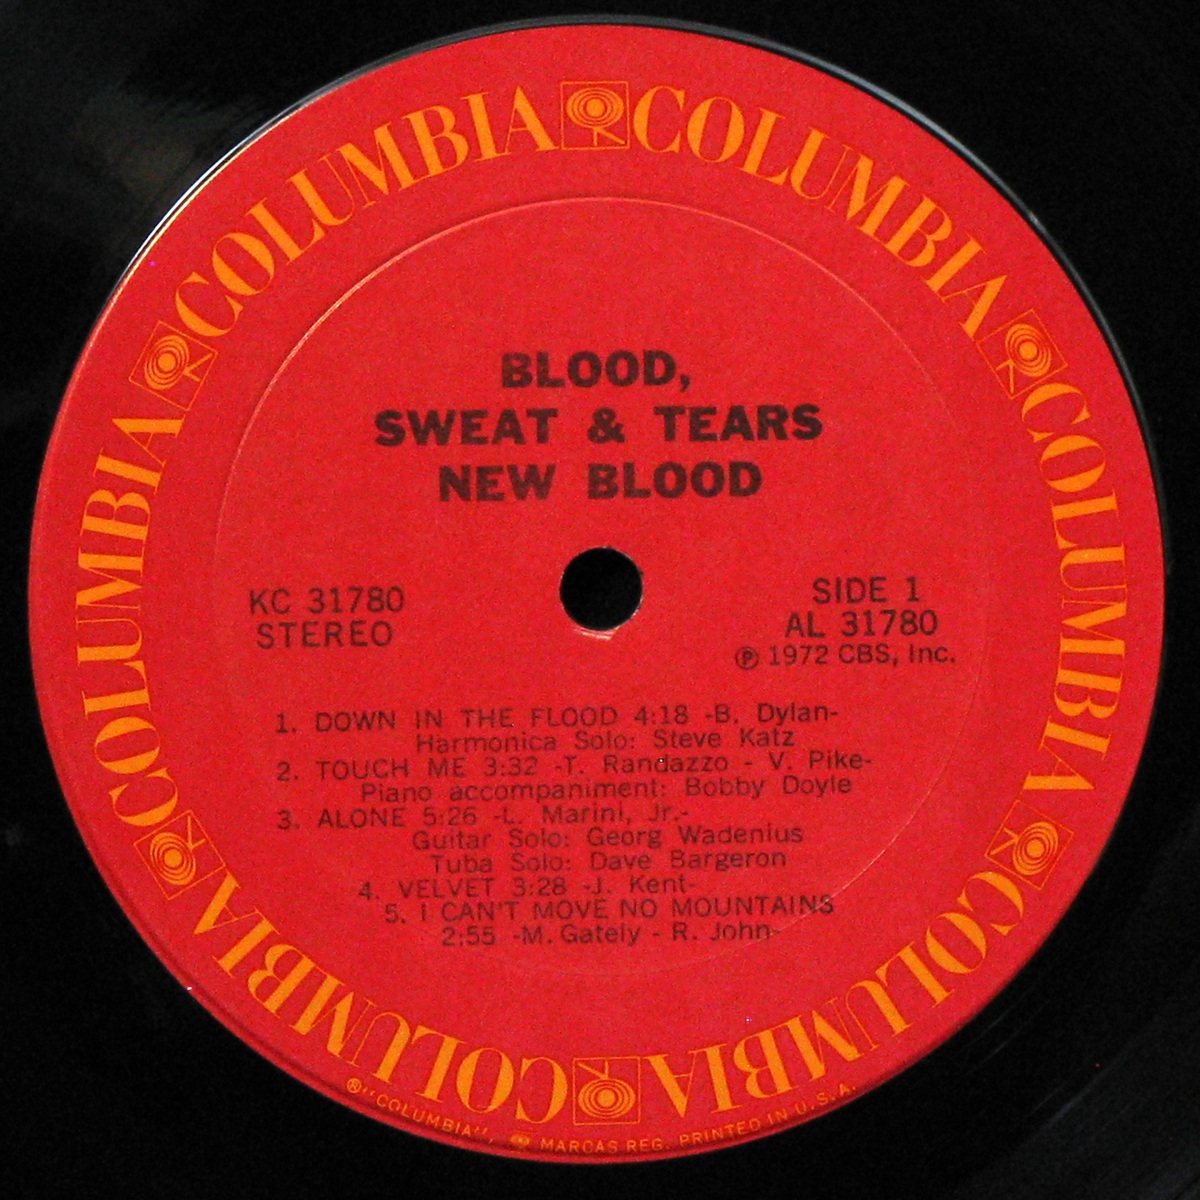 COLUMBIA COLUMBIA COLUMBIA COLUMBIA COLUMBIA COLUMBIA
BLOOD,
SWEAT & TEARS
NEW BLOOD
KC 31780
STEREO
SIDE 1
AL 31780
℗ 1972 CBS, Inc.
1. DOWN IN THE FLOOD 4:18 -B. Dylan-
Harmonica Solo: Steve Katz
2. TOUCH ME 3:32 -T. Randazzo - V. Pike-
Piano accompaniment: Bobby Doyle
3. ALONE 5:26 -L. Marini, Jr.-
Guitar Solo: Georg Wadenius
Tuba Solo: Dave Bargeron
4. VELVET 3:28 -J. Kent-
5. I CAN'T MOVE NO MOUNTAINS
2:55 -M. Gately - R. John-
®"COLUMBIA", MARCAS REG. PRINTED IN U.S.A.